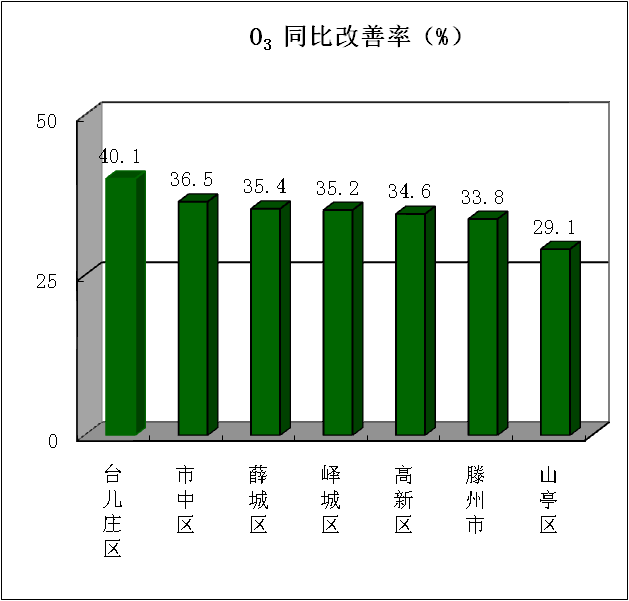 O₃ 同比改善率（%）
50
25
0
40.1
36.5
35.4
35.2
34.6
33.8
29.1
台儿庄区
市中区
薛城区
峄城区
高新区
滕州市
山亭区